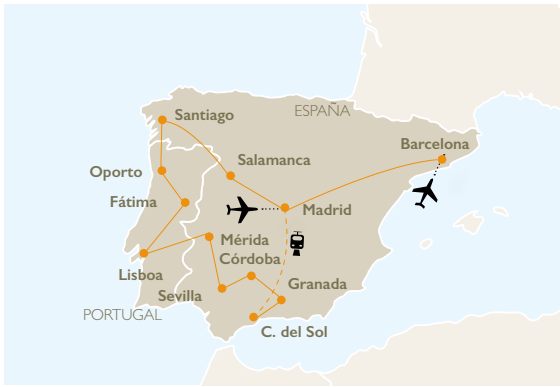 ESPAÑA
Santiago
Barcelona
Salamanca
Oporto
Fátima
Madrid
Mérida
Córdoba
Lisboa
Granada
Sevilla
PORTUGAL
C. del Sol